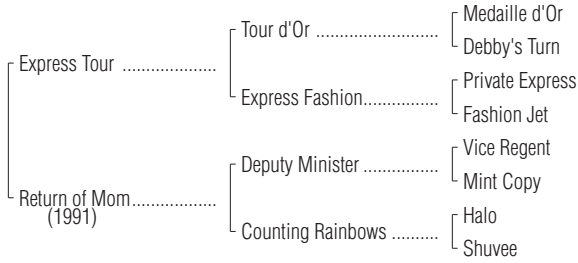 Medaille d'Or
Tour d'Or ........................
Debby's Turn
Express Tour ...................
Private Express
Express Fashion...............
Fashion Jet
Vice Regent
Deputy Minister ...............
Mint Copy
Return of Mom.................
(1991)
Halo
Counting Rainbows ..........
Shuvee